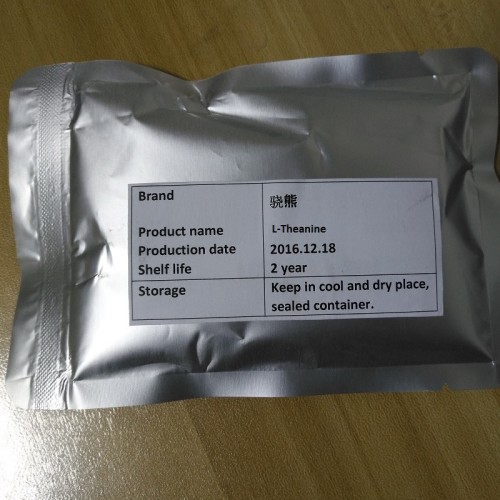 Brand 骁熊
Product name L-Theanine
Production date 2016.12.18
Shelf life 2 year
Storage Keep in cool and dry place,
sealed container.